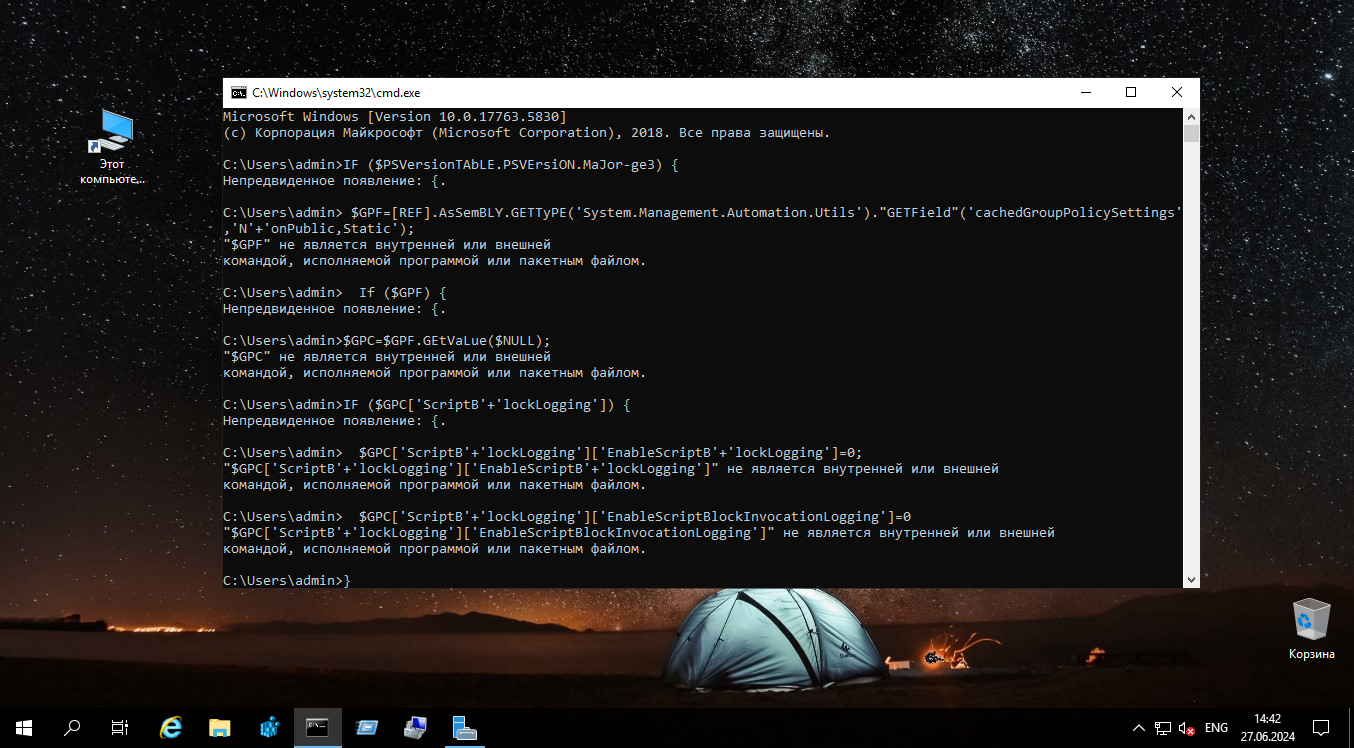 C:\Windows\system32\cmd.exe
Microsoft Windows [Version 10.0.17763.5830]
(c) Корпорация Майкрософт (Microsoft Corporation), 2018. Все права защищены.
C:\Users\admin>IF ($PSVersionTAbLE.PSVErsiON.MaJor-ge3) {
Непредвиденное появление: {.
C:\Users\admin> $GPF=[REF].AsSemBLY.GETTyPE('System.Management.Automation.Utils')."GETField"('cachedGroupPolicySettings'
,'N'+'onPublic,Static');
"$GPF" не является внутренней или внешней
командой, исполняемой программой или пакетным файлом.
C:\Users\admin>  If ($GPF) {
Непредвиденное появление: {.
C:\Users\admin>$GPC=$GPF.GEtVaLue($NULL);
"$GPC" не является внутренней или внешней
командой, исполняемой программой или пакетным файлом.
C:\Users\admin>IF ($GPC['ScriptB'+'lockLogging']) {
Непредвиденное появление: {.
C:\Users\admin>  $GPC['ScriptB'+'lockLogging']['EnableScriptB'+'lockLogging']=0;
"$GPC['ScriptB'+'lockLogging']['EnableScriptB'+'lockLogging']" не является внутренней или внешней
командой, исполняемой программой или пакетным файлом.
C:\Users\admin>  $GPC['ScriptB'+'lockLogging']['EnableScriptBlockInvocationLogging']=0
"$GPC['ScriptB'+'lockLogging']['EnableScriptBlockInvocationLogging']" не является внутренней или внешней
командой, исполняемой программой или пакетным файлом.
C:\Users\admin>}
Этот
компьюте...
Корзина
ENG
14:42
27.06.2024